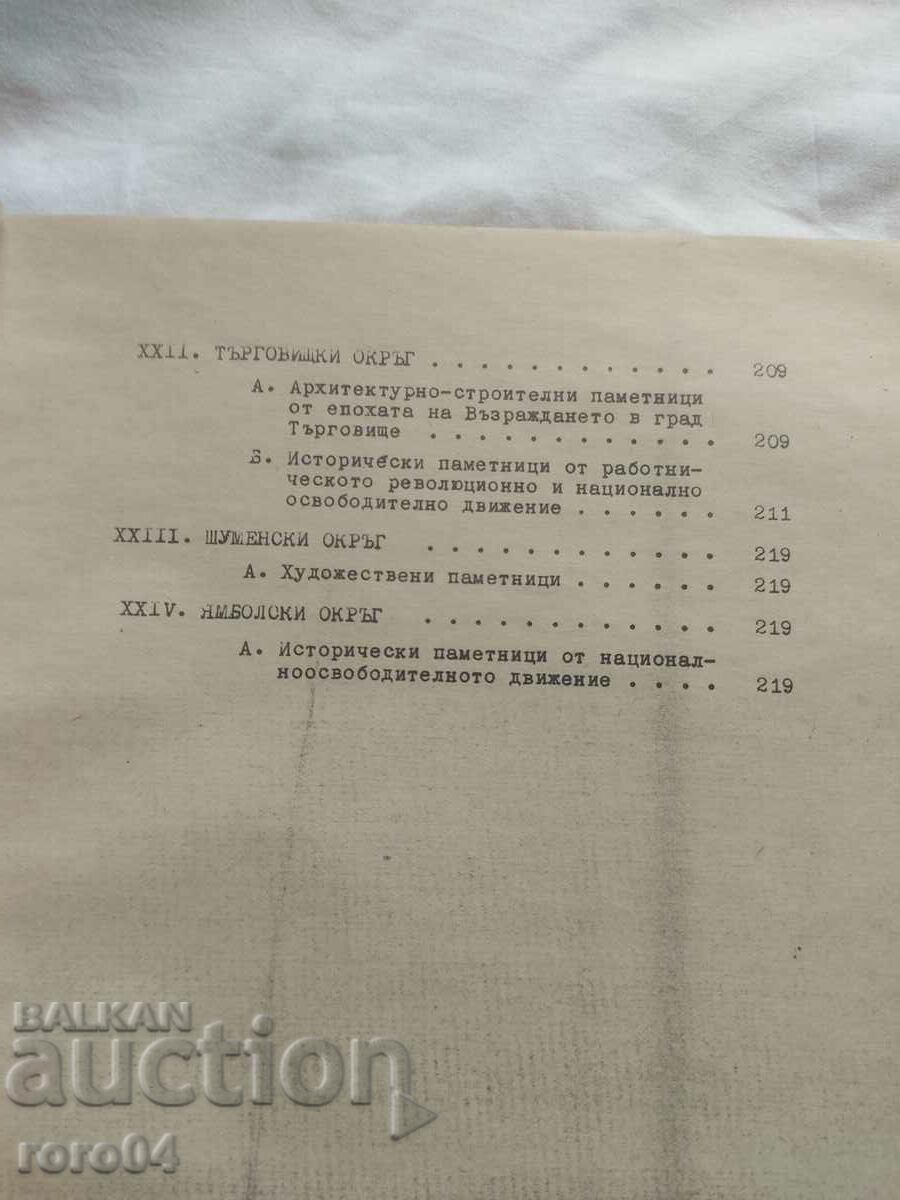 XXII. ТЪРГОВИЩКИ ОКРЪГ . . . . . . . . . . . . 209
А. Архитектурно-строителни паметници
от епохата на Възраждането в град
Търговище . . . . . . . . . . . . 209
Б. Исторически паметници от работни-
ческото революционно и национално
освободително движение . . . . . . 211
XXIII. ШУМЕНСКИ ОКРЪГ . . . . . . . . . . . . 219
А. Художествени паметници . . . . . . 219
XXIV. ЯМБОЛСКИ ОКРЪГ . . . . . . . . . . . . 219
А. Исторически паметници от национал-
ноосвободителното движение . . . . 219
BALKAN
auction
roro04